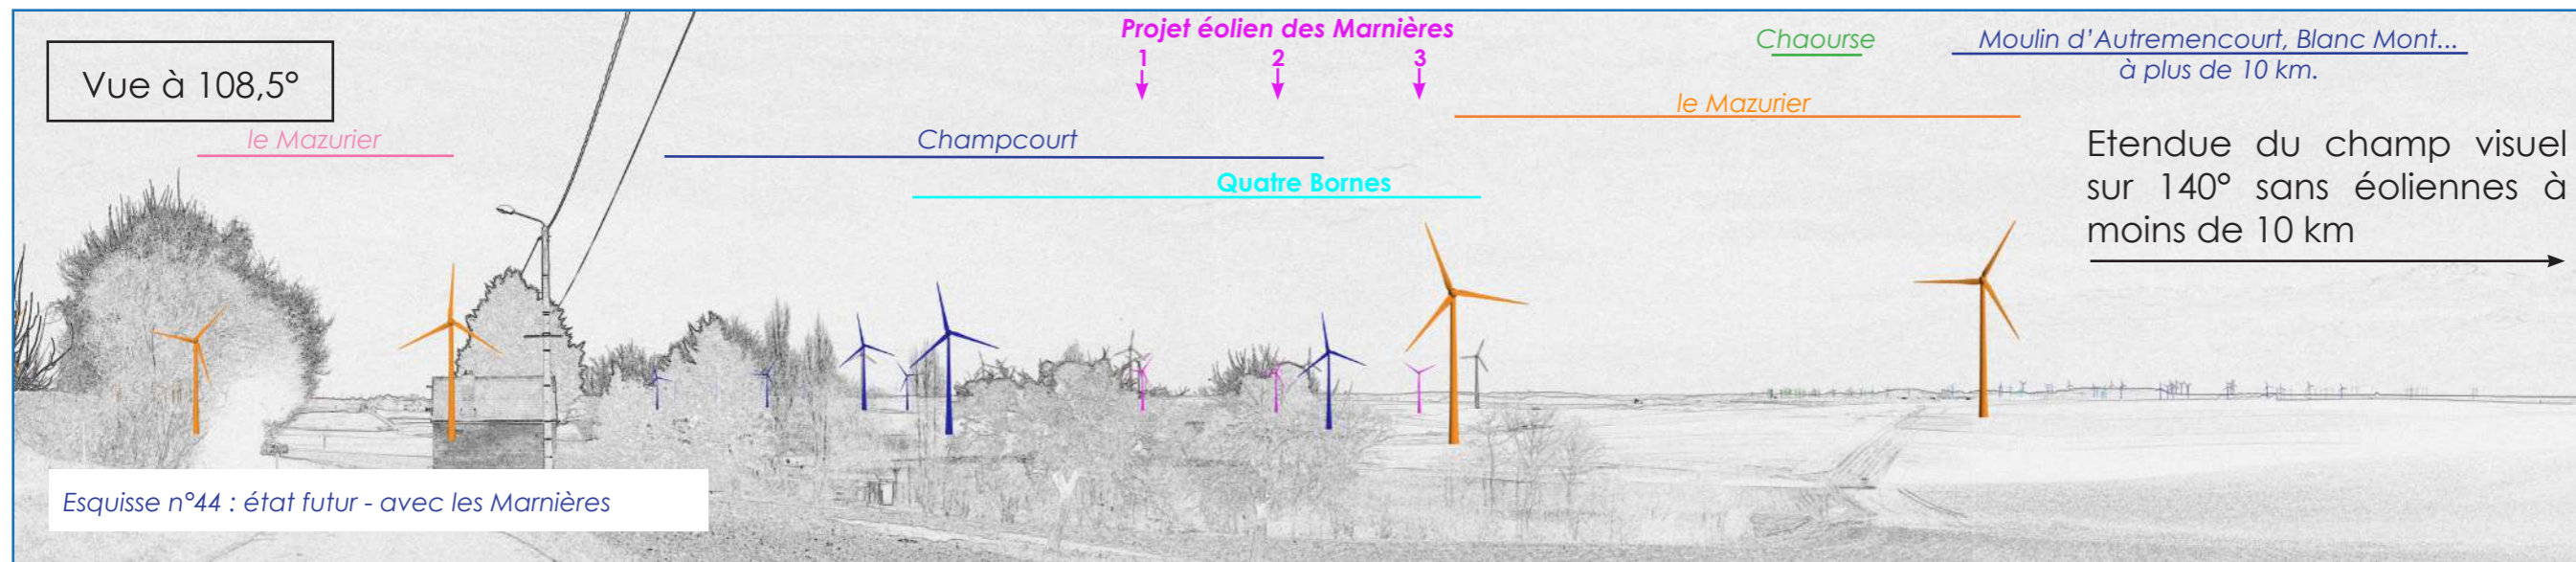 Projet éolien des Marnières
1 2 3
Chaourse
Moulin d'Autremencourt, Blanc Mont...
à plus de 10 km.
Vue à 108,5°
le Mazurier
le Mazurier
Champcourt
Quatre Bornes
Etendue du champ visuel
sur 140° sans éoliennes à
moins de 10 km
Esquisse n°44 : état futur - avec les Marnières